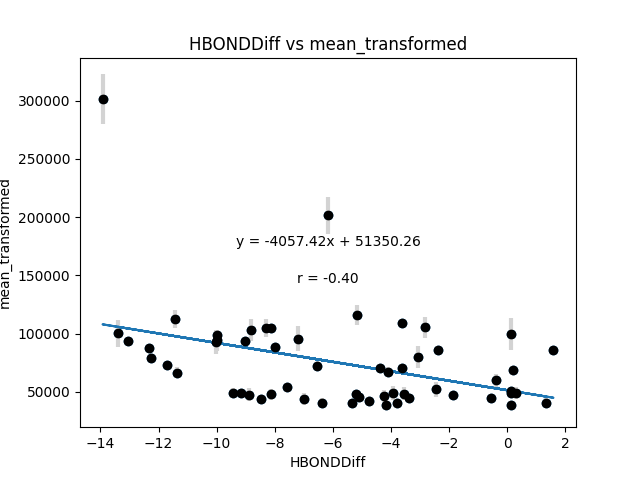 HBONDDiff vs mean_transformed
mean_transformed
300000
250000
200000
150000
100000
50000
y = -4057.42x + 51350.26
r = -0.40
−14 −12 −10 −8 −6 −4 −2 0 2
HBONDDiff